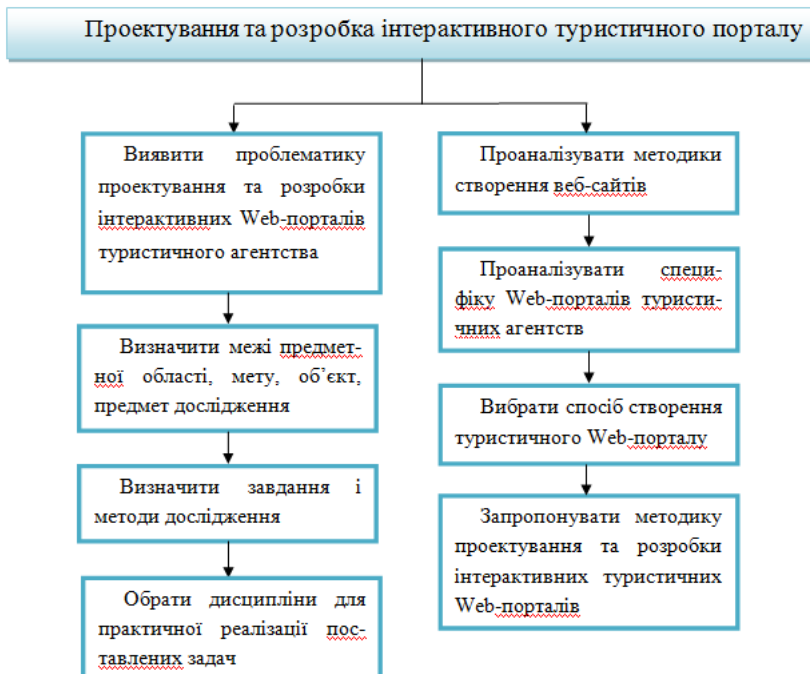 Проектування та розробка інтерактивного туристичного порталу
Виявити проблематику
проектування та розробки
інтерактивних Web-порталів
туристичного агентства
Визначити межі предмет-
ної області, мету, об’єкт,
предмет дослідження
Визначити завдання і
методи дослідження
Обрати дисципліни для
практичної реалізації пос-
тавлених задач
Проаналізувати методики
створення веб-сайтів
Проаналізувати специ-
фіку Web-порталів туристи-
чних агентств
Вибрати спосіб створення
туристичного Web-порталу
Запропонувати методику
проектування та розробки
інтерактивних туристичних
Web-порталів